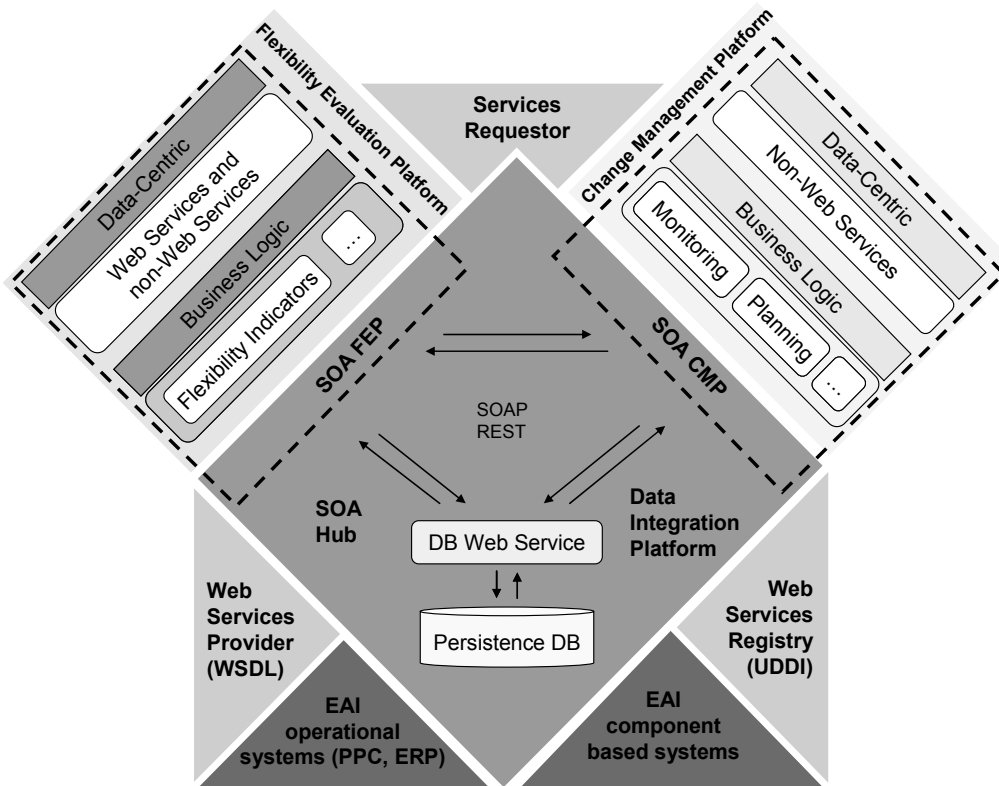 Flexibility Evaluation Platform
Data-Centric
Web Services and
non-Web Services
Business Logic
...
Flexibility Indicators
SOA FEP
Services
Requestor
Change Management Platform
Data-Centric
Non-Web Services
Business Logic
Monitoring
Planning
...
SOA CMP
SOAP
REST
SOA
Hub
Data
Integration
Platform
DB Web Service
Persistence DB
Web
Services
Provider
(WSDL)
Web
Services
Registry
(UDDI)
EAI
operational
systems (PPC, ERP)
EAI
component
based systems